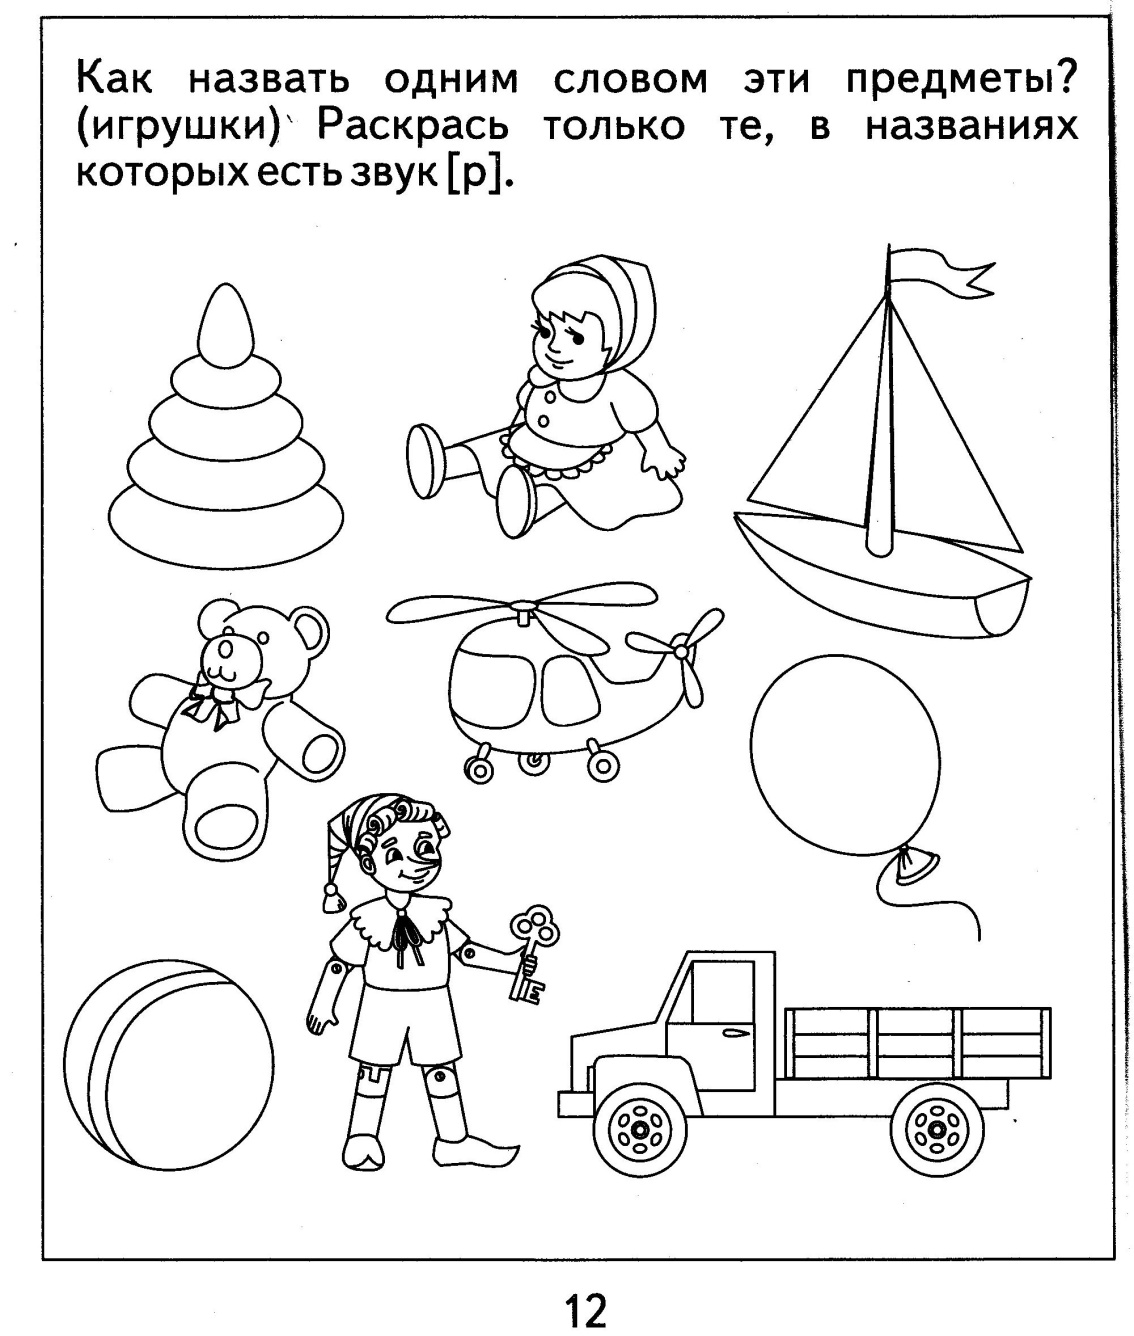 Как назвать одним словом эти предметы?
(игрушки) Раскрась только те, в названиях
которых есть звук [р].
12